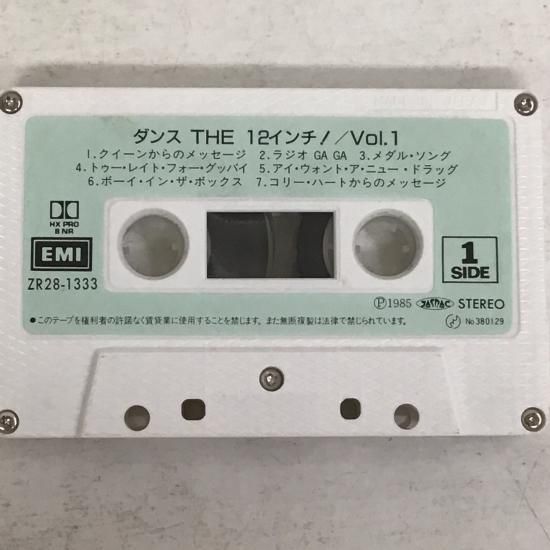 ダンス THE 12インチ!/Vol.1
1.クイーンからのメッセージ 2.ラジオ GA GA 3.メダル・ソング
4.トゥー・レイト・フォー・グッバイ 5.アイ・ウォント・ア・ニュー・ドラッグ
6.ボーイ・イン・ザ・ボックス 7.コリー・ハートからのメッセージ
HX PRO
B NR
EMI
ZR28-1333
1
SIDE
Ⓟ1985 JASRAC STEREO
●このテープを権利者の許諾なく賃貸業に使用することを禁じます。また無断複製は法律で禁じられています。
No380129